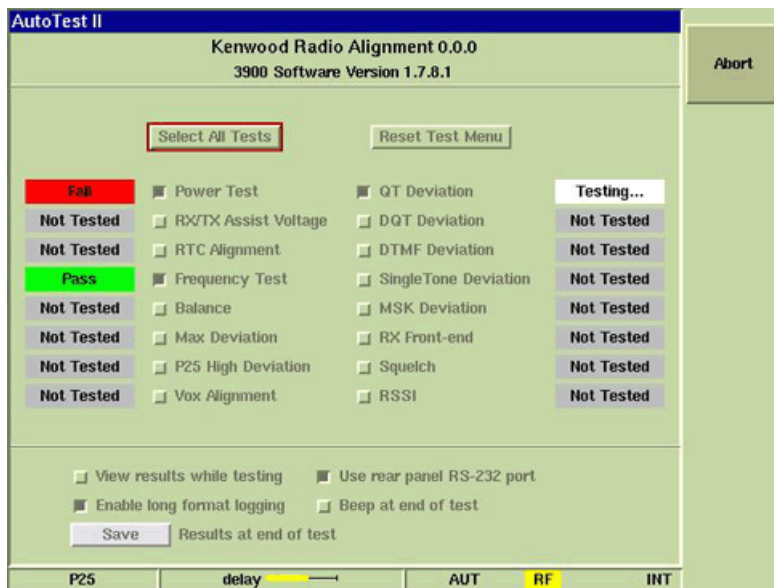 AutoTest II
Kenwood Radio Alignment 0.0.0
3900 Software Version 1.7.8.1
Abort
Select All Tests Reset Test Menu
Fail Power Test QT Deviation Testing...
Not Tested RX/TX Assist Voltage DQT Deviation Not Tested
Not Tested RTC Alignment DTMF Deviation Not Tested
Pass Frequency Test SingleTone Deviation Not Tested
Not Tested Balance MSK Deviation Not Tested
Not Tested Max Deviation RX Front-end Not Tested
Not Tested P25 High Deviation Squelch Not Tested
Not Tested Vox Alignment RSSI Not Tested
View results while testing Use rear panel RS-232 port
Enable long format logging Beep at end of test
Save Results at end of test
P25 delay AUT RF INT